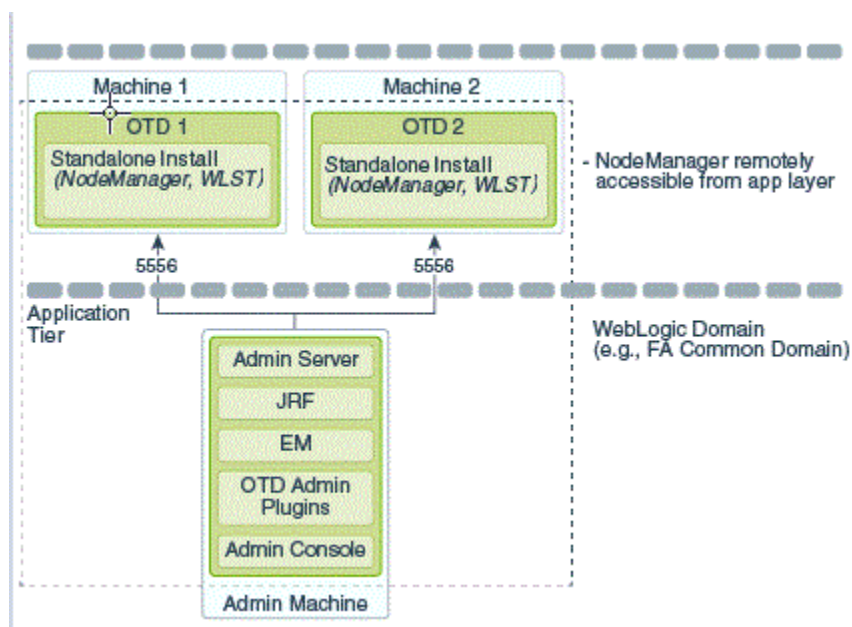 Machine 1
Machine 2
OTD 1
OTD 2
Standalone Install
(NodeManager, WLST)
Standalone Install
(NodeManager, WLST)
- NodeManager remotely
accessible from app layer
5556
5556
Application
Tier
WebLogic Domain
(e.g., FA Common Domain)
Admin Server
JRF
EM
OTD Admin
Plugins
Admin Console
Admin Machine